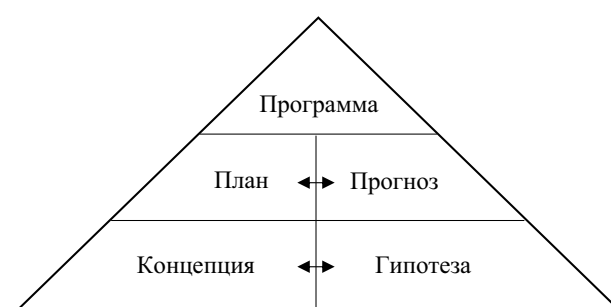 Программа
План Прогноз
Концепция Гипотеза